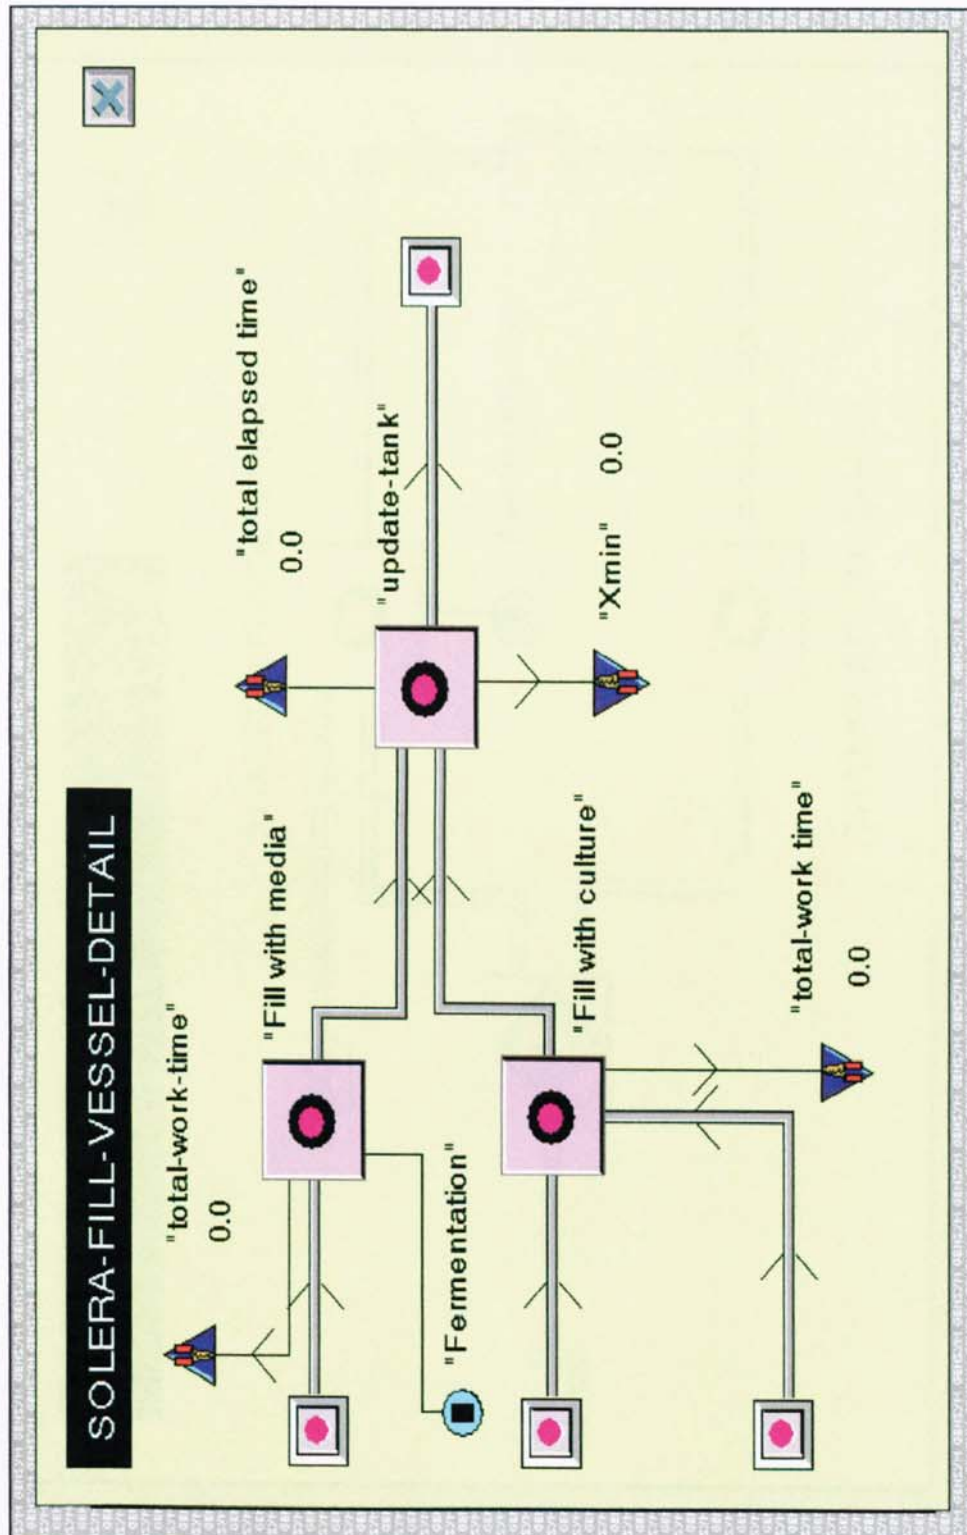 SOLERA-FILL-VESSEL-DETAIL
"total-work-time"
0.0
"total elapsed time"
0.0
"Fill with media"
"update-tank"
"Fermentation"
"Fill with culture"
"Xmin" 0.0
"total-work time"
0.0